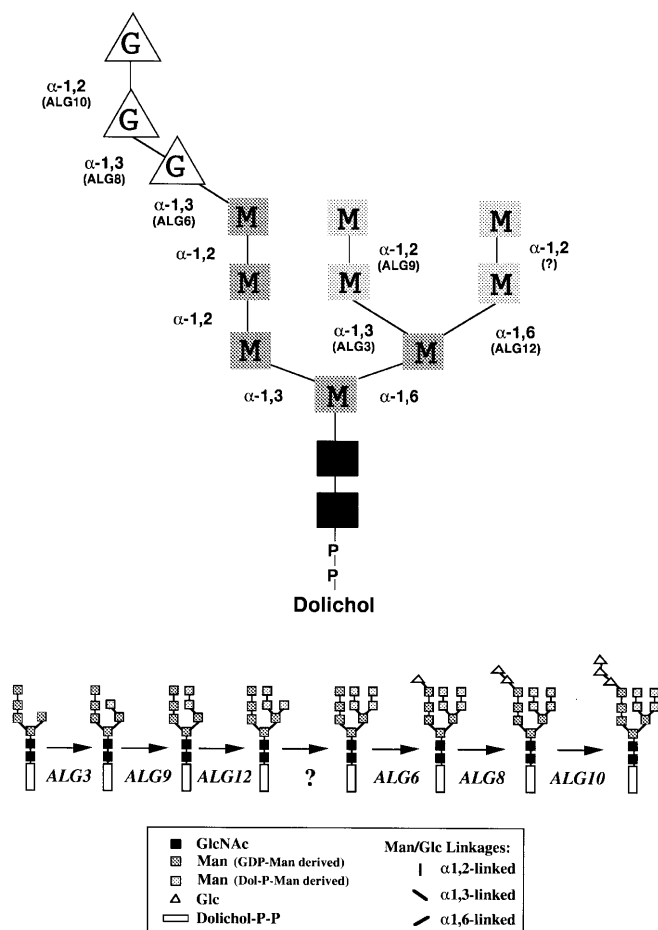 G
α-1,2
(ALG10)
G
α-1,3
(ALG8)
G
α-1,3
(ALG6)
M
M
M
α-1,2
α-1,2
(ALG9)
α-1,2
(?)
M
M
M
α-1,2
α-1,3
(ALG3)
α-1,6
(ALG12)
M
M
α-1,3
M
α-1,6
P
P
Dolichol
ALG3
ALG9
ALG12
?
ALG6
ALG8
ALG10
GlcNAc
Man (GDP-Man derived)
Man (Dol-P-Man derived)
Glc
Dolichol-P-P
Man/Glc Linkages:
α1,2-linked
α1,3-linked
α1,6-linked